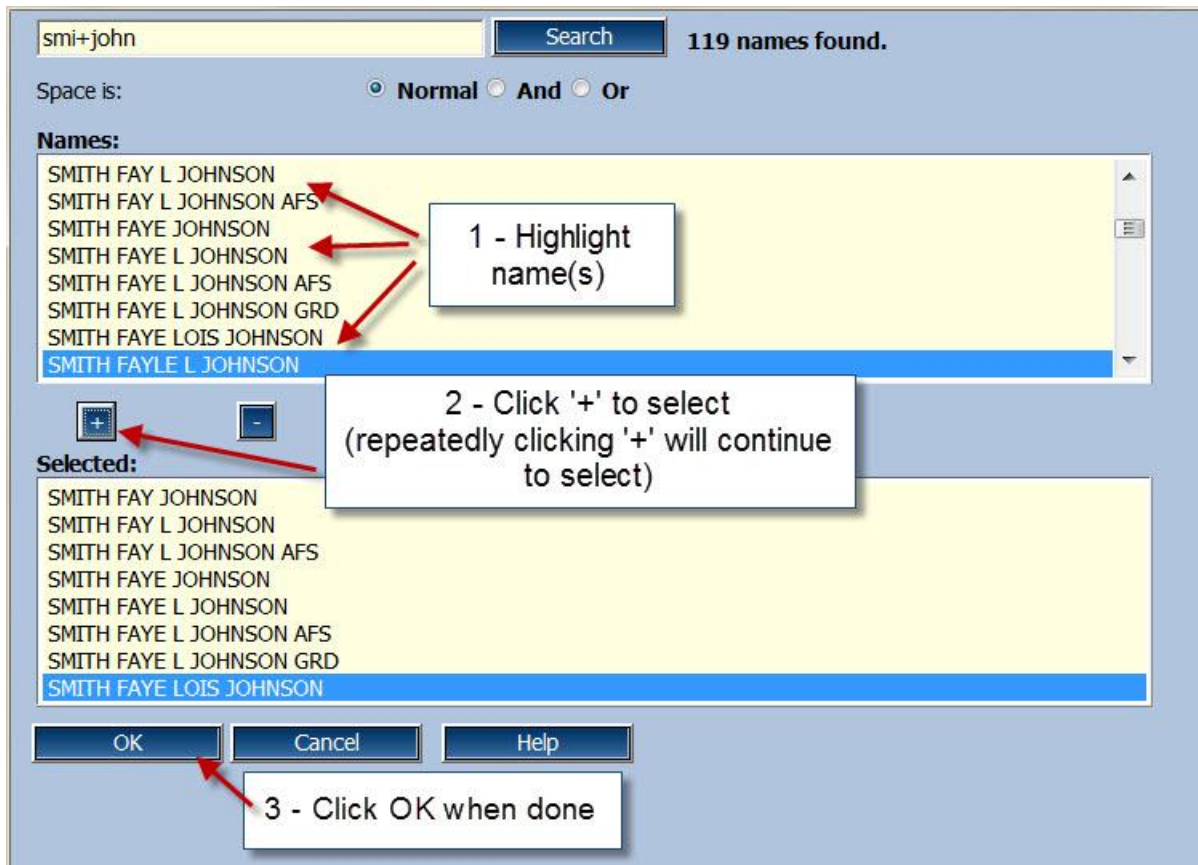 smi+john Search 119 names found.
Space is: Normal And Or
Names:
SMITH FAY L JOHNSON
SMITH FAY L JOHNSON AFS
SMITH FAYE JOHNSON
SMITH FAYE L JOHNSON
SMITH FAYE L JOHNSON AFS
SMITH FAYE L JOHNSON GRD
SMITH FAYE LOIS JOHNSON
SMITH FAYLE L JOHNSON
1 - Highlight
name(s)
+ -
2 - Click '+' to select
(repeatedly clicking '+' will continue
to select)
Selected:
SMITH FAY JOHNSON
SMITH FAY L JOHNSON
SMITH FAY L JOHNSON AFS
SMITH FAYE JOHNSON
SMITH FAYE L JOHNSON
SMITH FAYE L JOHNSON AFS
SMITH FAYE L JOHNSON GRD
SMITH FAYE LOIS JOHNSON
OK Cancel Help
3 - Click OK when done